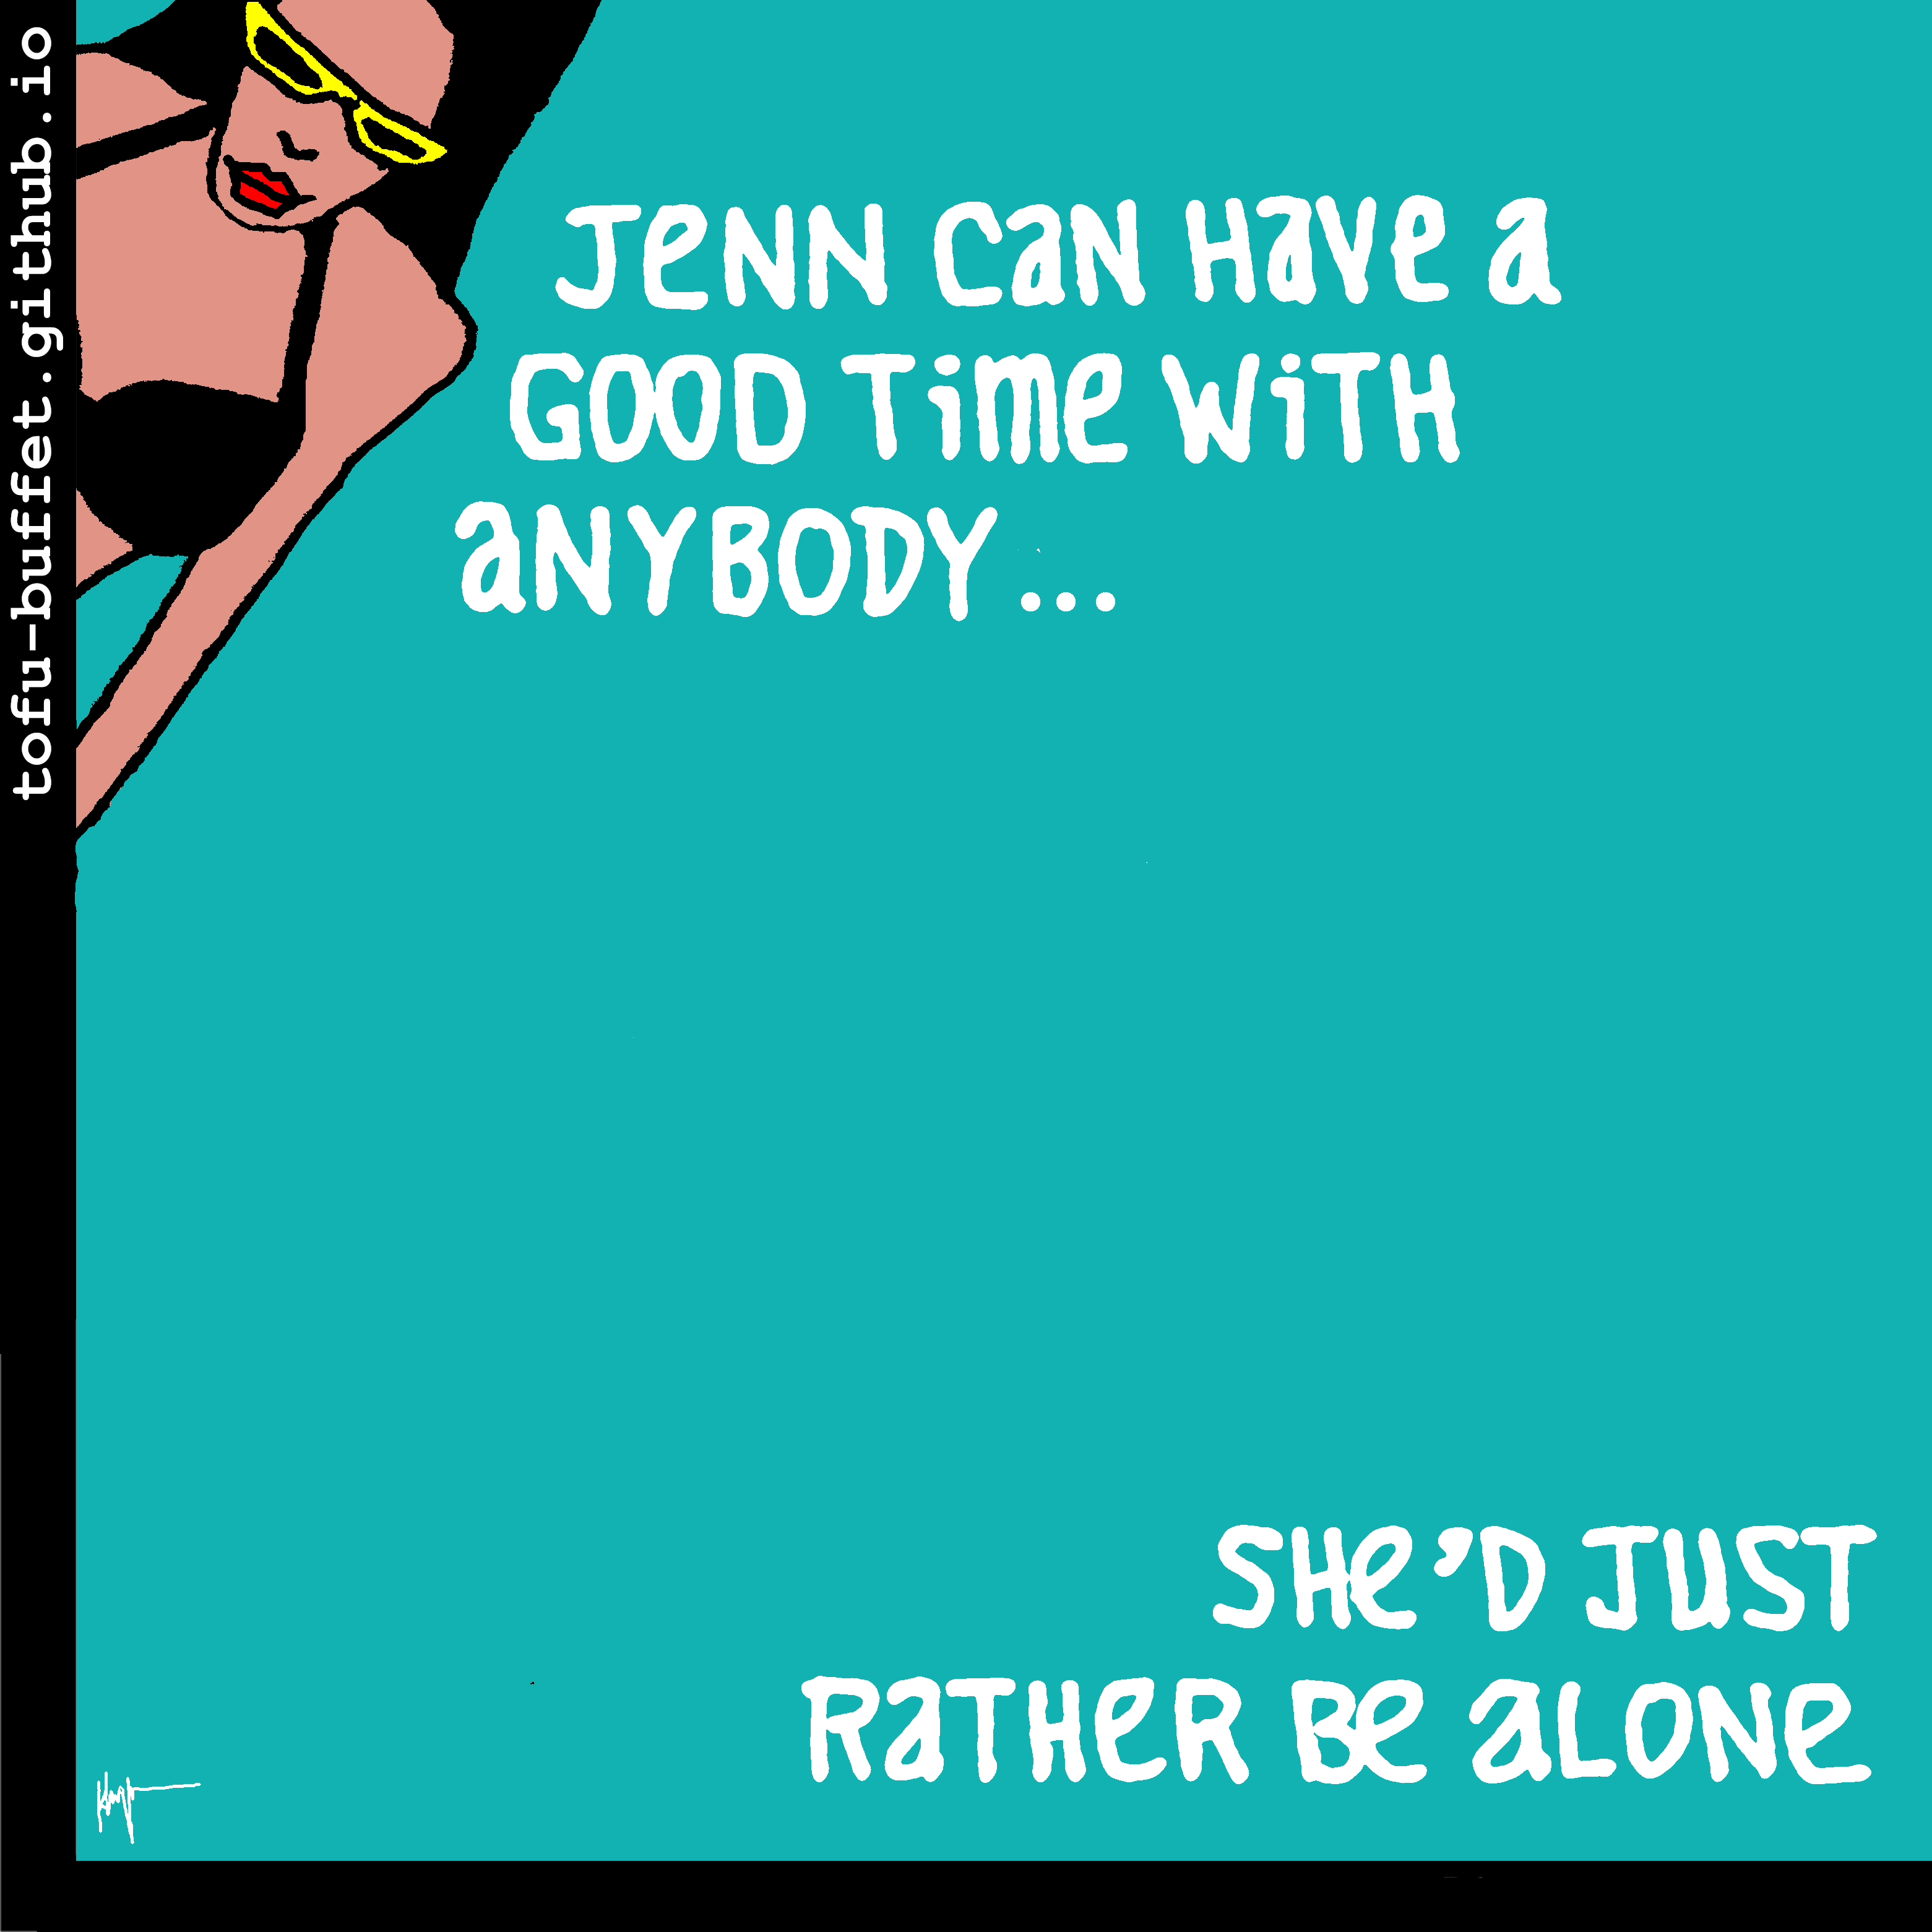 tofu-buffet.github.io
JeNN CaN Have a
GOOD TiMe WiTH
aNYBODY...
SHe'D JUST
RaTHeR Be aLONe